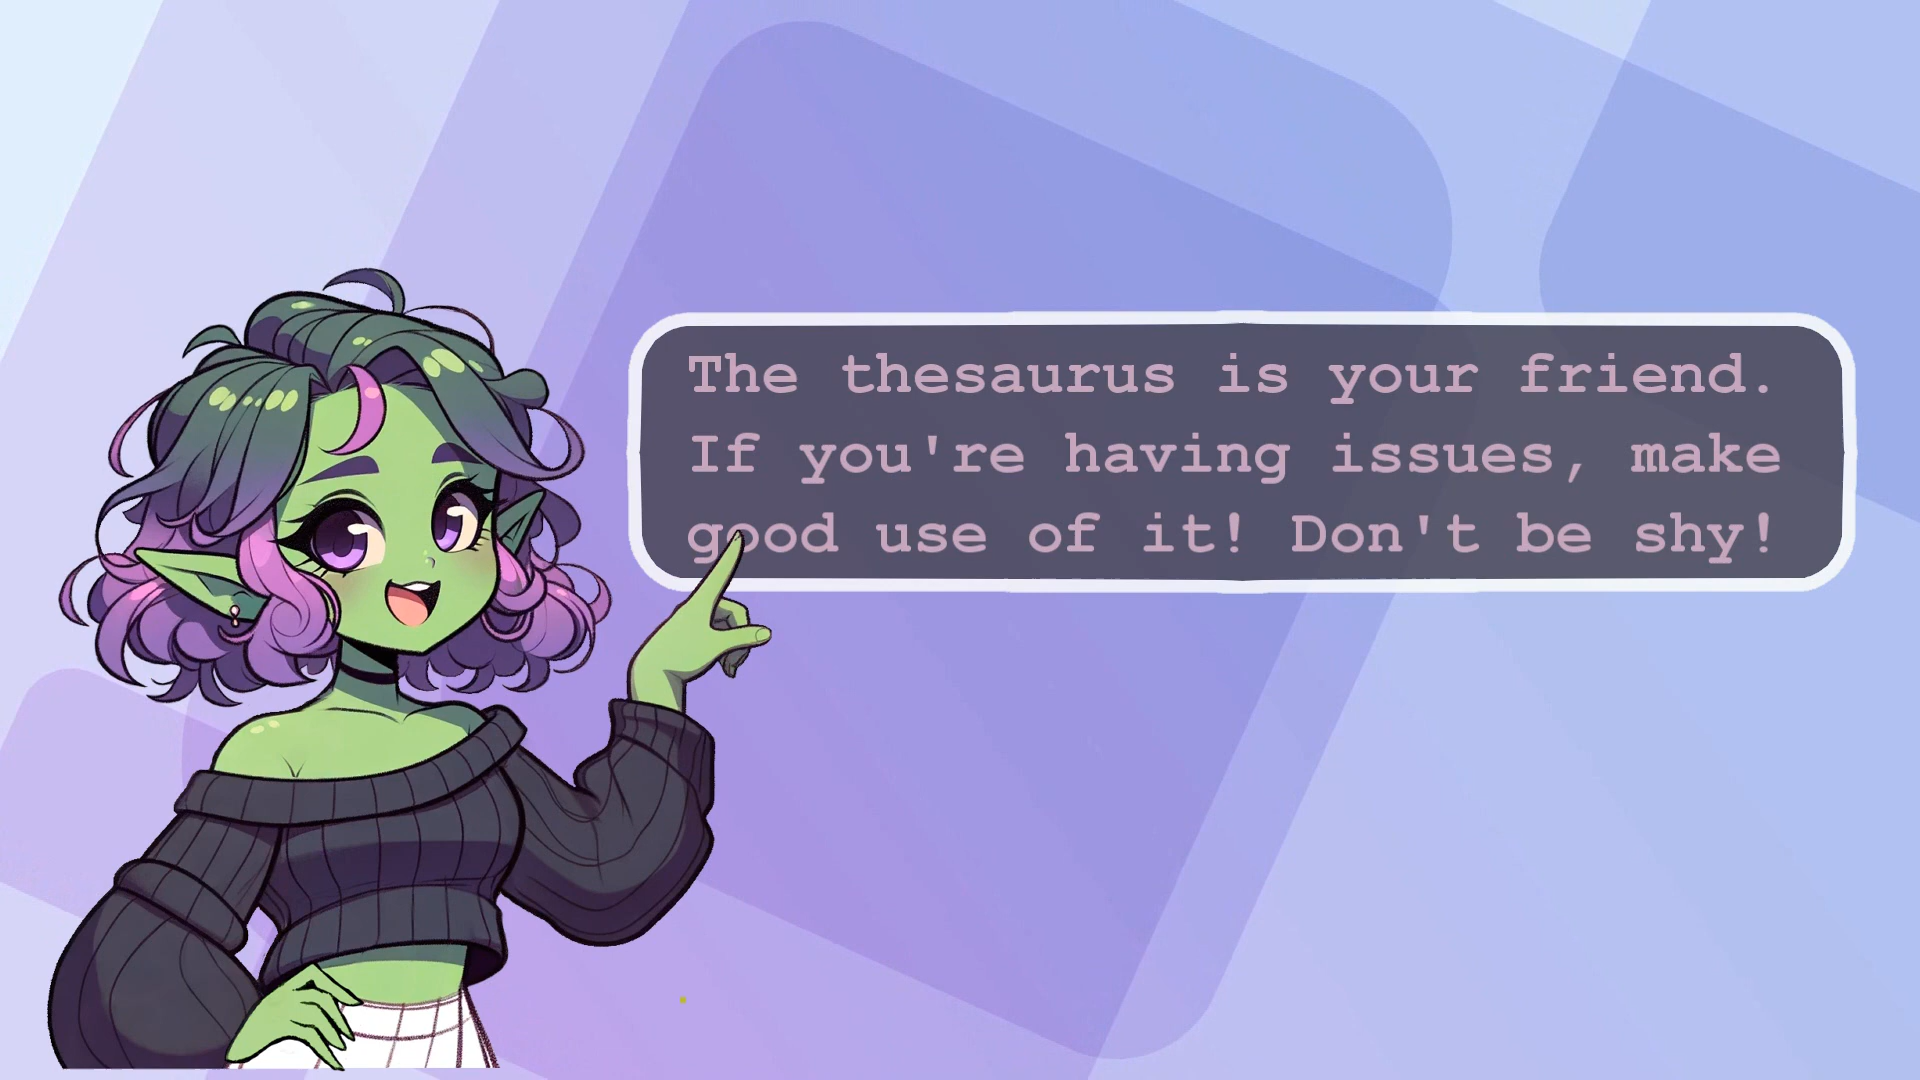 The thesaurus is your friend.
If you're having issues, make
good use of it! Don't be shy!